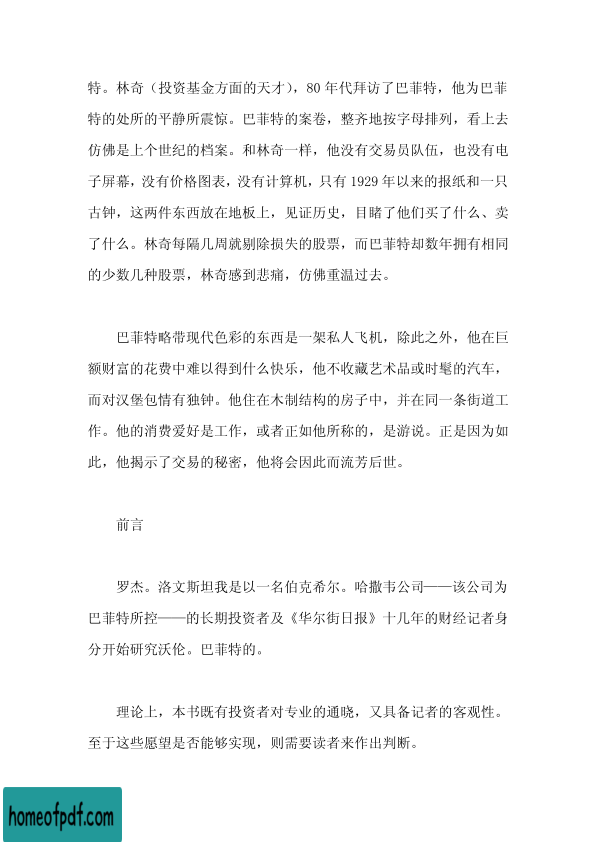 特。林奇（投资基金方面的天才），80 年代拜访了巴菲特，他为巴菲
特的处所的平静所震惊。巴菲特的案卷，整齐地按字母排列，看上去
仿佛是上个世纪的档案。和林奇一样，他没有交易员队伍，也没有电
子屏幕，没有价格图表，没有计算机，只有 1929 年以来的报纸和一只
古钟，这两件东西放在地板上，见证历史，目睹了他们买了什么、卖
了什么。林奇每隔几周就剔除损失的股票，而巴菲特却数年拥有相同
的少数几种股票，林奇感到悲痛，仿佛重温过去。
巴菲特略带现代色彩的东西是一架私人飞机，除此之外，他在巨
额财富的花费中难以得到什么快乐，他不收藏艺术品或时髦的汽车，
而对汉堡包情有独钟。他住在木制结构的房子中，并在同一条街道工
作。他的消费爱好是工作，或者正如他所称的，是游说。正是因为如
此，他揭示了交易的秘密，他将会因此而流芳后世。
前言
罗杰。洛文斯坦我是以一名伯克希尔。哈撒韦公司——该公司为
巴菲特所控——的长期投资者及《华尔街日报》十几年的财经记者身
分开始研究沃伦。巴菲特的。
理论上，本书既有投资者对专业的通晓，又具备记者的客观性。
至于这些愿望是否能够实现，则需要读者来作出判断。
homeofpdf.com